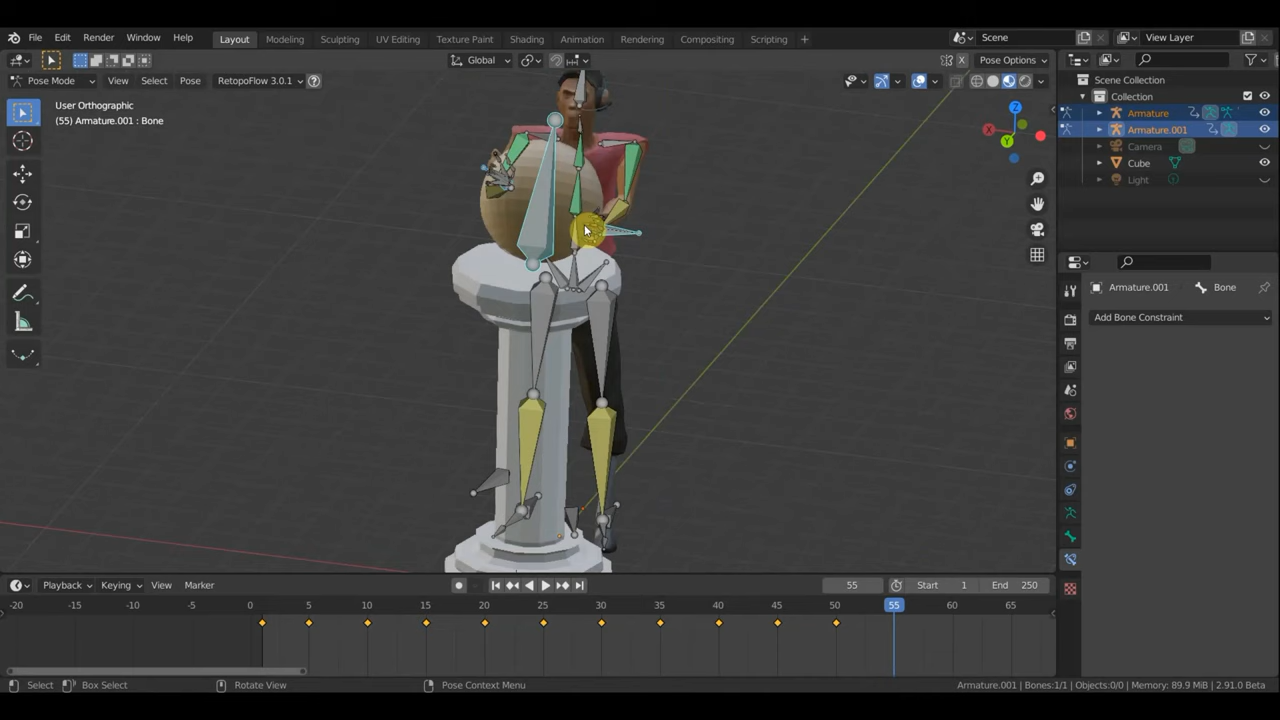 File Edit Render Window Help Layout Modeling Sculpting UV Editing Texture Paint Shading Animation Rendering Compositing Scripting + Scene View Layer
Global Pose Options
Pose Mode View Select Pose RetopoFlow 3.0.1
User Orthographic
(55) Armature.001 : Bone
X
Y
Z
Scene Collection
Collection
Armature
Armature.001
Camera
Cube
Light
Armature.001 Bone
Add Bone Constraint
Playback Keying View Marker 55 Start 1 End 250
-20 -15 -10 -5 0 5 10 15 20 25 30 35 40 45 50 55 60 65
Select Box Select Rotate View Pose Context Menu Armature.001 | Bones:1/1 | Objects:0/0 | Memory: 89.9 MiB | 2.91.0 Beta